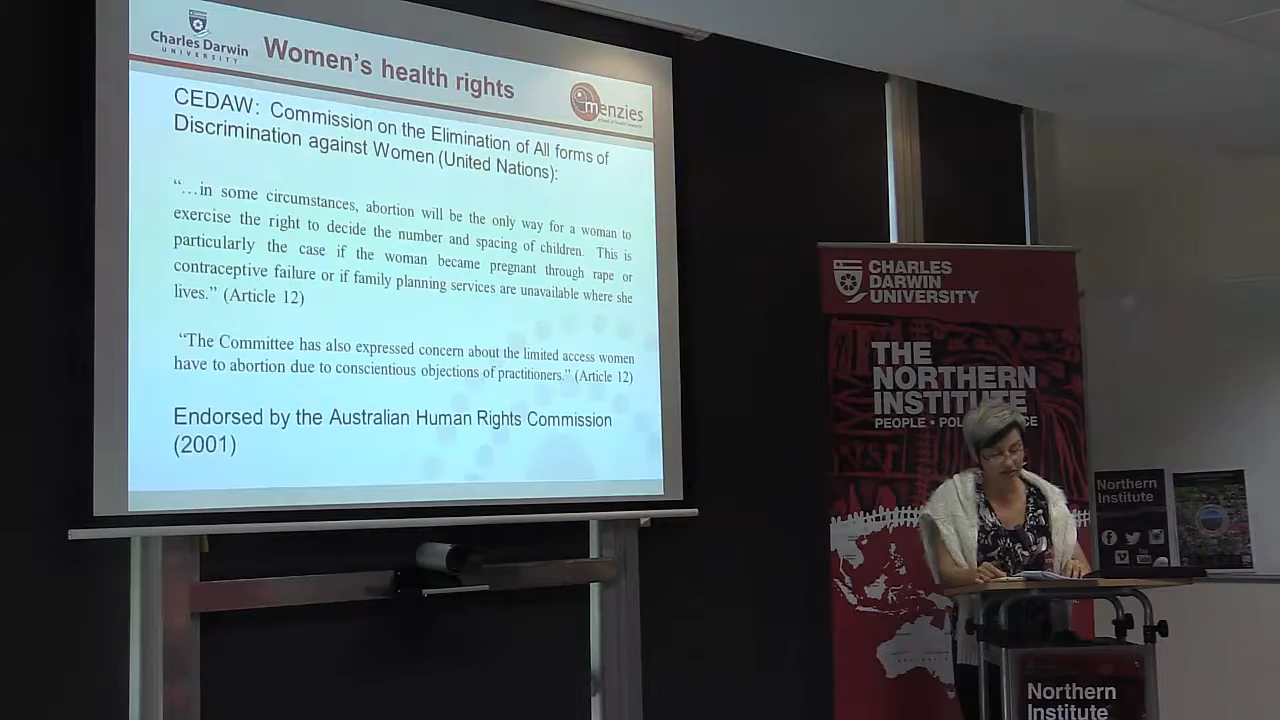 Charles Darwin
UNIVERSITY
Women's health rights
menzies
CEDAW: Commission on the Elimination of All forms of
Discrimination against Women (United Nations):
“…in some circumstances, abortion will be the only way for a woman to
exercise the right to decide the number and spacing of children. This is
particularly the case if the woman became pregnant through rape or
contraceptive failure or if family planning services are unavailable where she
lives.” (Article 12)
“The Committee has also expressed concern about the limited access women
have to abortion due to conscientious objections of practitioners.” (Article 12)
Endorsed by the Australian Human Rights Commission
(2001)
CHARLES
DARWIN
UNIVERSITY
THE
NORTHERN
INSTITUTE
PEOPLE • POL CE
Northern
Institute
You
Northern
Institute